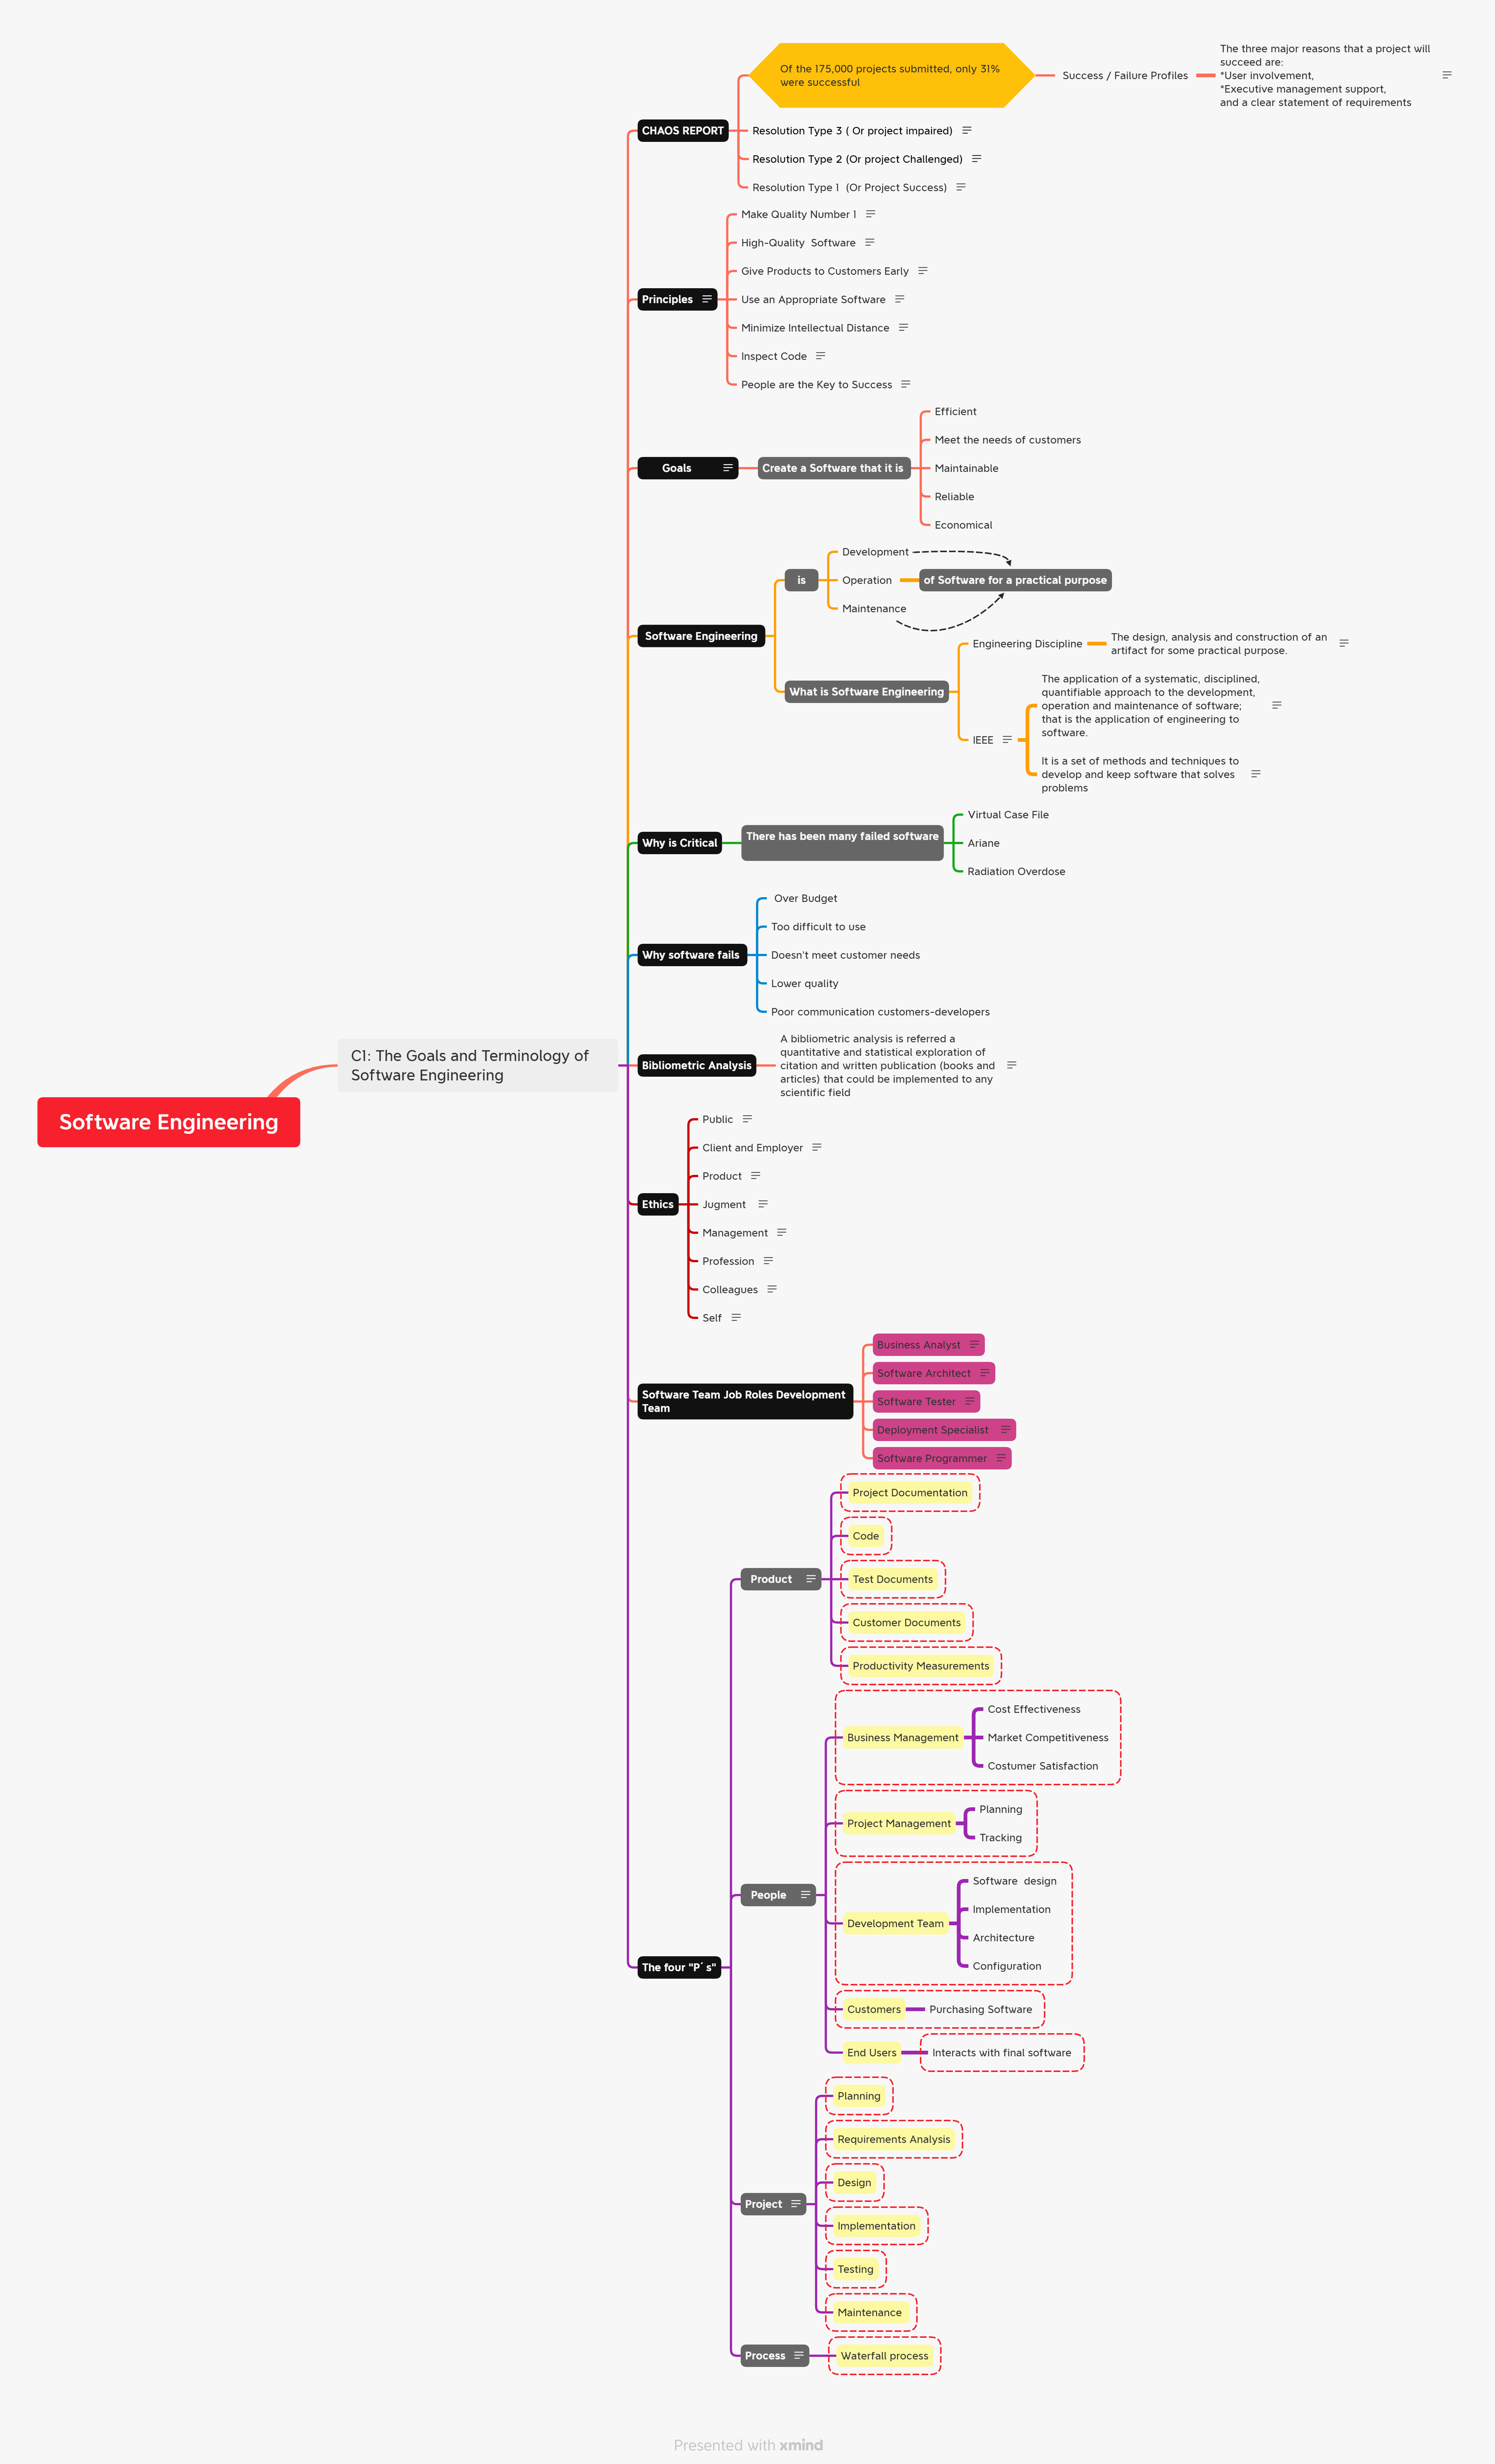 Software Engineering
C1: The Goals and Terminology of
Software Engineering
CHAOS REPORT
Of the 175,000 projects submitted, only 31%
were successful
Success / Failure Profiles
The three major reasons that a project will
succeed are:
*User involvement,
*Executive management support,
and a clear statement of requirements
Resolution Type 3 ( Or project impaired)
Resolution Type 2 (Or project Challenged)
Resolution Type 1  (Or Project Success)
Principles
Make Quality Number 1
High-Quality  Software
Give Products to Customers Early
Use an Appropriate Software
Minimize Intellectual Distance
Inspect Code
People are the Key to Success
Goals
Create a Software that it is
Efficient
Meet the needs of customers
Maintainable
Reliable
Economical
Software Engineering
is
Development
Operation
of Software for a practical purpose
Maintenance
What is Software Engineering
Engineering Discipline
The design, analysis and construction of an
artifact for some practical purpose.
IEEE
The application of a systematic, disciplined,
quantifiable approach to the development,
operation and maintenance of software;
that is the application of engineering to
software.
It is a set of methods and techniques to
develop and keep software that solves
problems
Why is Critical
There has been many failed software
Virtual Case File
Ariane
Radiation Overdose
Why software fails
Over Budget
Too difficult to use
Doesn't meet customer needs
Lower quality
Poor communication customers-developers
Bibliometric Analysis
A bibliometric analysis is referred a
quantitative and statistical exploration of
citation and written publication (books and
articles) that could be implemented to any
scientific field
Ethics
Public
Client and Employer
Product
Jugment
Management
Profession
Colleagues
Self
Software Team Job Roles Development
Team
Business Analyst
Software Architect
Software Tester
Deployment Specialist
Software Programmer
The four "P´s"
Product
Project Documentation
Code
Test Documents
Customer Documents
Productivity Measurements
People
Business Management
Cost Effectiveness
Market Competitiveness
Costumer Satisfaction
Project Management
Planning
Tracking
Development Team
Software  design
Implementation
Architecture
Configuration
Customers
Purchasing Software
End Users
Interacts with final software
Project
Planning
Requirements Analysis
Design
Implementation
Testing
Maintenance
Process
Waterfall process
Presented with xmind